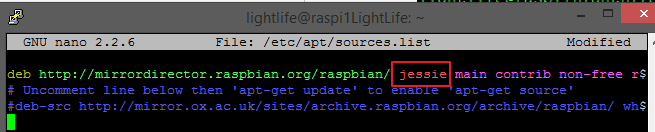 lightlife@raspi1LightLife: ~
GNU nano 2.2.6 File: /etc/apt/sources.list Modified
deb http://mirrordirector.raspbian.org/raspbian/ jessie main contrib non-free r$
# Uncomment line below then 'apt-get update' to enable 'apt-get source'
#deb-src http://mirror.ox.ac.uk/sites/archive.raspbian.org/archive/raspbian/ wh$